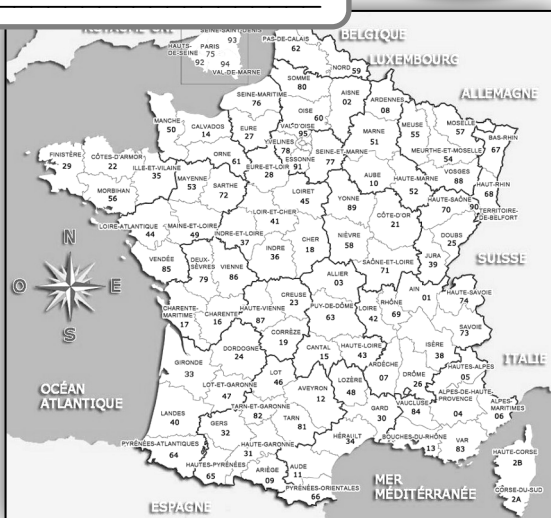 SEINE-SAINT-DENIS
93
HAUTS-
DE-SEINE
92
PARIS
75
94
VAL-DE-MARNE
PAS-DE-CALAIS
62
BELGIQUE
NORD 59
LUXEMBOURG
ALLEMAGNE
SOMME
80
SEINE-MARITIME
76
AISNE
02
ARDENNES
08
OISE
60
MANCHE
50
CALVADOS
14
EURE
27
VAL D'OISE
95
YVELINES
78
ESSONNE
91
SEINE-ET-MARNE
77
MARNE
51
MEUSE
55
MOSELLE
57
BAS-RHIN
67
MEURTHE-ET-MOSELLE
54
VOSGES
88
HAUT-RHIN
68
FINISTÈRE
29
CÔTES-D'ARMOR
22
ILLE-ET-VILAINE
MORBIHAN
56
ORNE
61
MAYENNE
53
SARTHE
72
EURE-ET-LOIR
28
LOIRET
45
AUBE
10
HAUTE-MARNE
52
HAUTE-SAÔNE
70
90
TERRITOIRE-
DE-BELFORT
YONNE
89
CÔTE-D'OR
21
DOUBS
25
LOIRE-ATLANTIQUE
44
MAINE-ET-LOIRE
49
INDRE-ET-LOIRE
37
LOIR-ET-CHER
41
CHER
18
NIÈVRE
58
INDRE
36
SAÔNE-ET-LOIRE
71
JURA
39
SUISSE
VENDÉE
85
DEUX-
SÈVRES
79
VIENNE
86
ALLIER
03
N
O
E
S
CHARENTE-
MARITIME
17
CHARENTE
16
HAUTE-VIENNE
87
CREUSE
23
PUY-DE-DÔME
63
LOIRE
42
RHÔNE
69
AIN
01
HAUTE-SAVOIE
74
SAVOIE
73
CORRÈZE
19
CANTAL
15
HAUTE-LOIRE
43
ISÈRE
38
ITALIE
DORDOGNE
24
GIRONDE
33
LOT
46
LOT-ET-GARONNE
47
AVEYRON
12
LOZÈRE
48
ARDÈCHE
07
DRÔME
26
HAUTES-ALPES
05
ALPES-DE-HAUTE-
PROVENCE
04
ALPES-
MARITIMES
06
OCÉAN
ATLANTIQUE
LANDES
40
GERS
32
TARN-ET-GARONNE
82
TARN
81
GARD
30
VAUCLUSE
84
HÉRAULT
34
BOUCHES-DU-RHÔNE
13
VAR
83
PYRÉNÉES-ATLANTIQUES
64
HAUTES-PYRÉNÉES
65
HAUTE-GARONNE
31
ARIÈGE
09
AUDE
11
PYRÉNÉES-ORIENTALES
66
MER
MÉDITÉRRANÉE
HAUTE-CORSE
2B
CORSE-DU-SUD
2A
ESPAGNE